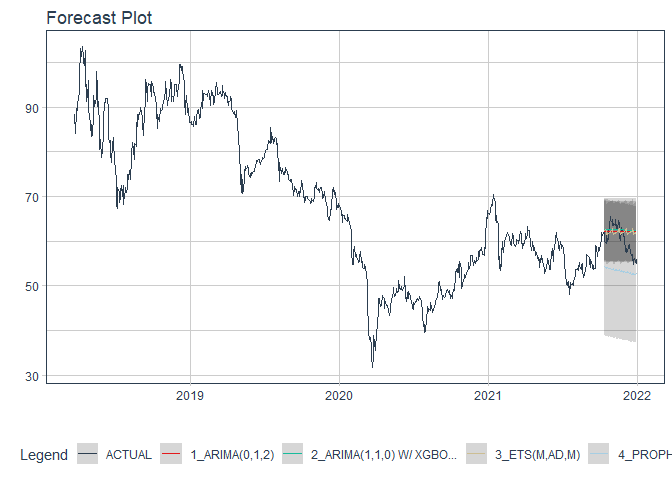 Forecast Plot
90
70
50
30
2019 2020 2021 2022
Legend ACTUAL 1_ARIMA(0,1,2) 2_ARIMA(1,1,0) W/ XGBO... 3_ETS(M,AD,M) 4_PROPH